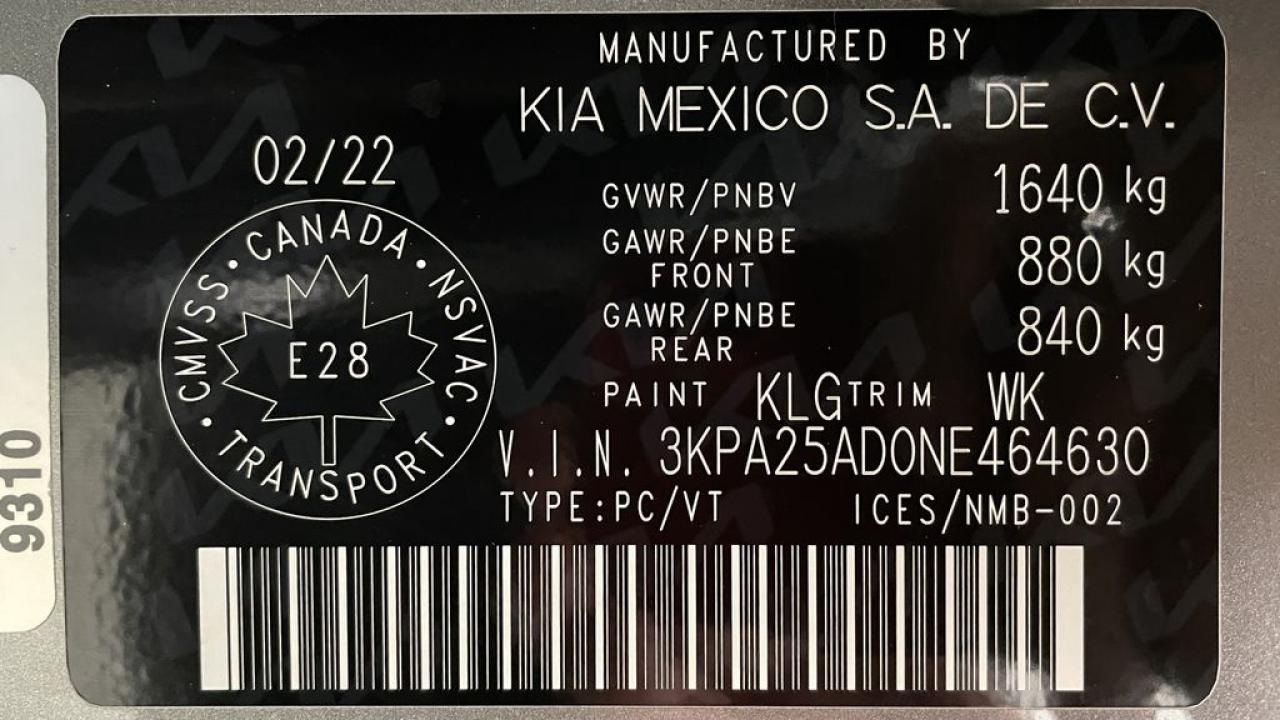 MANUFACTURED BY
KIA MEXICO S.A. DE C.V.
02/22
GVWR/PNBV 1640 kg
GAWR/PNBE FRONT 880 kg
GAWR/PNBE REAR 840 kg
CANADA • NSVAC • TRANSPORT • CMVSS •
E28
PAINT KLG TRIM WK
V.I.N. 3KPA25AD0NE464630
TYPE:PC/VT ICES/NMB-002
9310